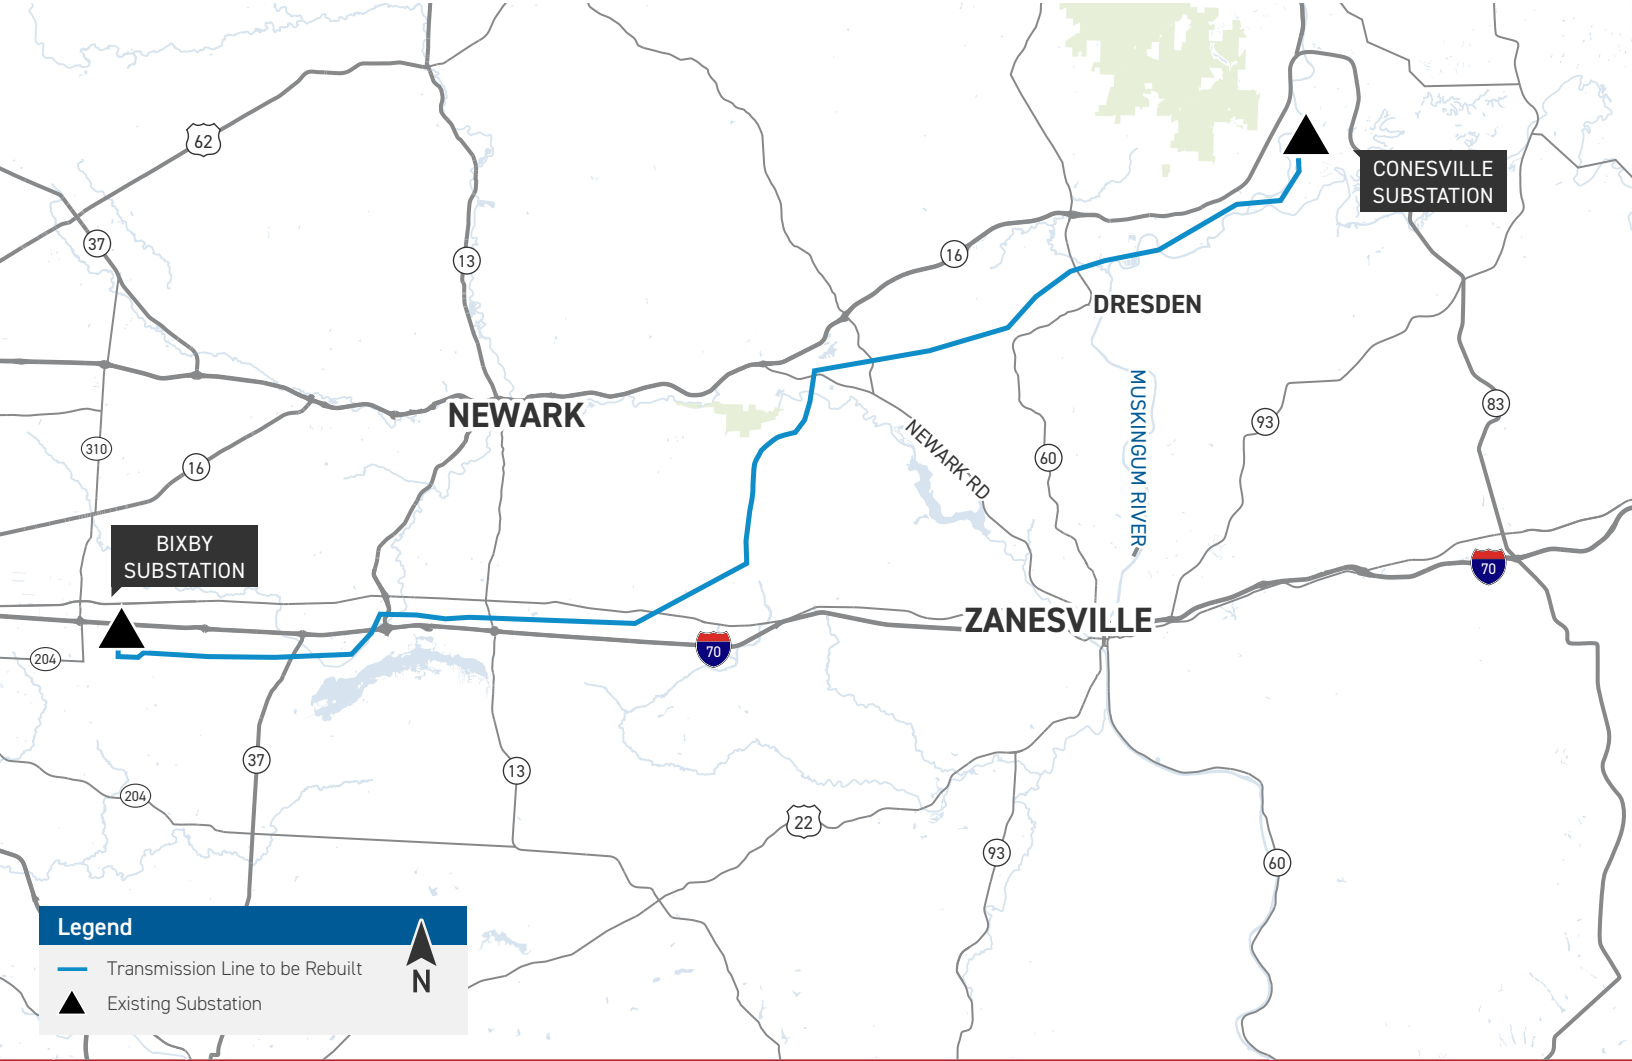 62
37
13
16
CONESVILLE
SUBSTATION
DRESDEN
MUSKINGUM RIVER
NEWARK
NEWARK RD
310
16
60
93
83
BIXBY
SUBSTATION
70
ZANESVILLE
70
204
37
13
204
22
93
60
Legend
Transmission Line to be Rebuilt
Existing Substation
N